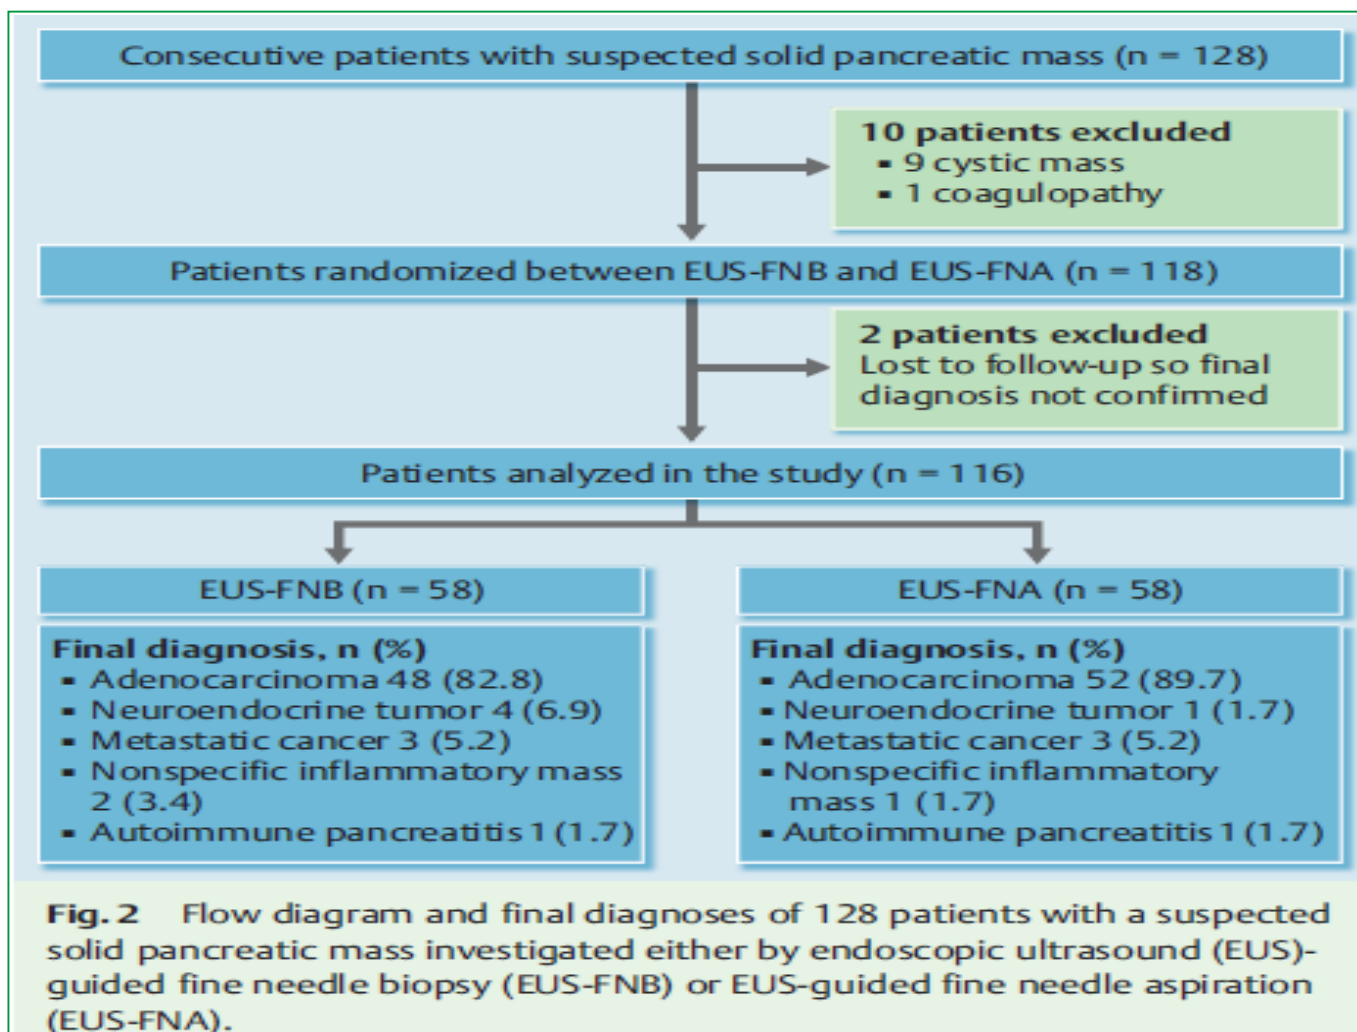 Consecutive patients with suspected solid pancreatic mass (n = 128)
10 patients excluded
▪ 9 cystic mass
▪ 1 coagulopathy
Patients randomized between EUS-FNB and EUS-FNA (n = 118)
2 patients excluded
Lost to follow-up so final
diagnosis not confirmed
Patients analyzed in the study (n = 116)
EUS-FNB (n = 58)
Final diagnosis, n (%)
▪ Adenocarcinoma 48 (82.8)
▪ Neuroendocrine tumor 4 (6.9)
▪ Metastatic cancer 3 (5.2)
▪ Nonspecific inflammatory mass
2 (3.4)
▪ Autoimmune pancreatitis 1 (1.7)
EUS-FNA (n = 58)
Final diagnosis, n (%)
▪ Adenocarcinoma 52 (89.7)
▪ Neuroendocrine tumor 1 (1.7)
▪ Metastatic cancer 3 (5.2)
▪ Nonspecific inflammatory
mass 1 (1.7)
▪ Autoimmune pancreatitis 1 (1.7)
Fig. 2 Flow diagram and final diagnoses of 128 patients with a suspected
solid pancreatic mass investigated either by endoscopic ultrasound (EUS)-
guided fine needle biopsy (EUS-FNB) or EUS-guided fine needle aspiration
(EUS-FNA).